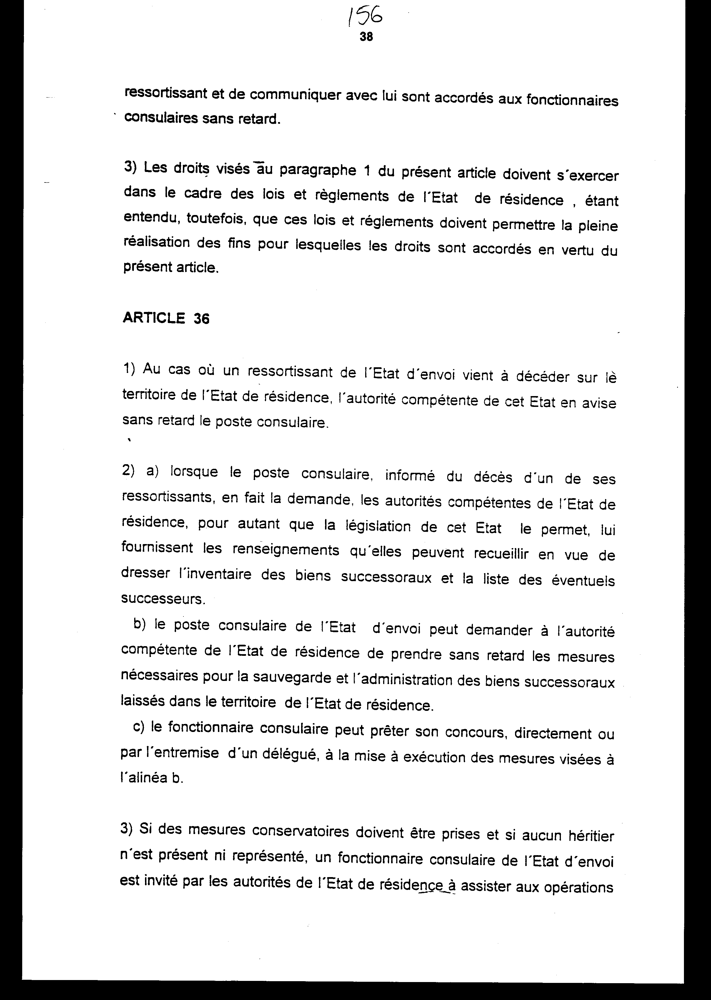 156
38
ressortissant et de communiquer avec lui sont accordés aux fonctionnaires
consulaires sans retard.
3) Les droits visés au paragraphe 1 du présent article doivent s´exercer
dans le cadre des lois et règlements de l´Etat de résidence , étant
entendu, toutefois, que ces lois et réglements doivent permettre la pleine
réalisation des fins pour lesquelles les droits sont accordés en vertu du
présent article.
ARTICLE 36
1) Au cas où un ressortissant de l´Etat d´envoi vient à décéder sur le
territoire de l´Etat de résidence, l´autorité compétente de cet Etat en avise
sans retard le poste consulaire.
2) a) lorsque le poste consulaire, informé du décès d´un de ses
ressortissants, en fait la demande, les autorités compétentes de l´Etat de
résidence, pour autant que la législation de cet Etat le permet, lui
fournissent les renseignements qu´elles peuvent recueillir en vue de
dresser l´inventaire des biens successoraux et la liste des éventuels
successeurs.
b) le poste consulaire de l´Etat d´envoi peut demander à l´autorité
compétente de l´Etat de résidence de prendre sans retard les mesures
nécessaires pour la sauvegarde et l´administration des biens successoraux
laissés dans le territoire de l´Etat de résidence.
c) le fonctionnaire consulaire peut prêter son concours, directement ou
par l´entremise d´un délégué, à la mise à exécution des mesures visées à
l´alinéa b.
3) Si des mesures conservatoires doivent être prises et si aucun héritier
n´est présent ni représenté, un fonctionnaire consulaire de l´Etat d´envoi
est invité par les autorités de l´Etat de résidence à assister aux opérations